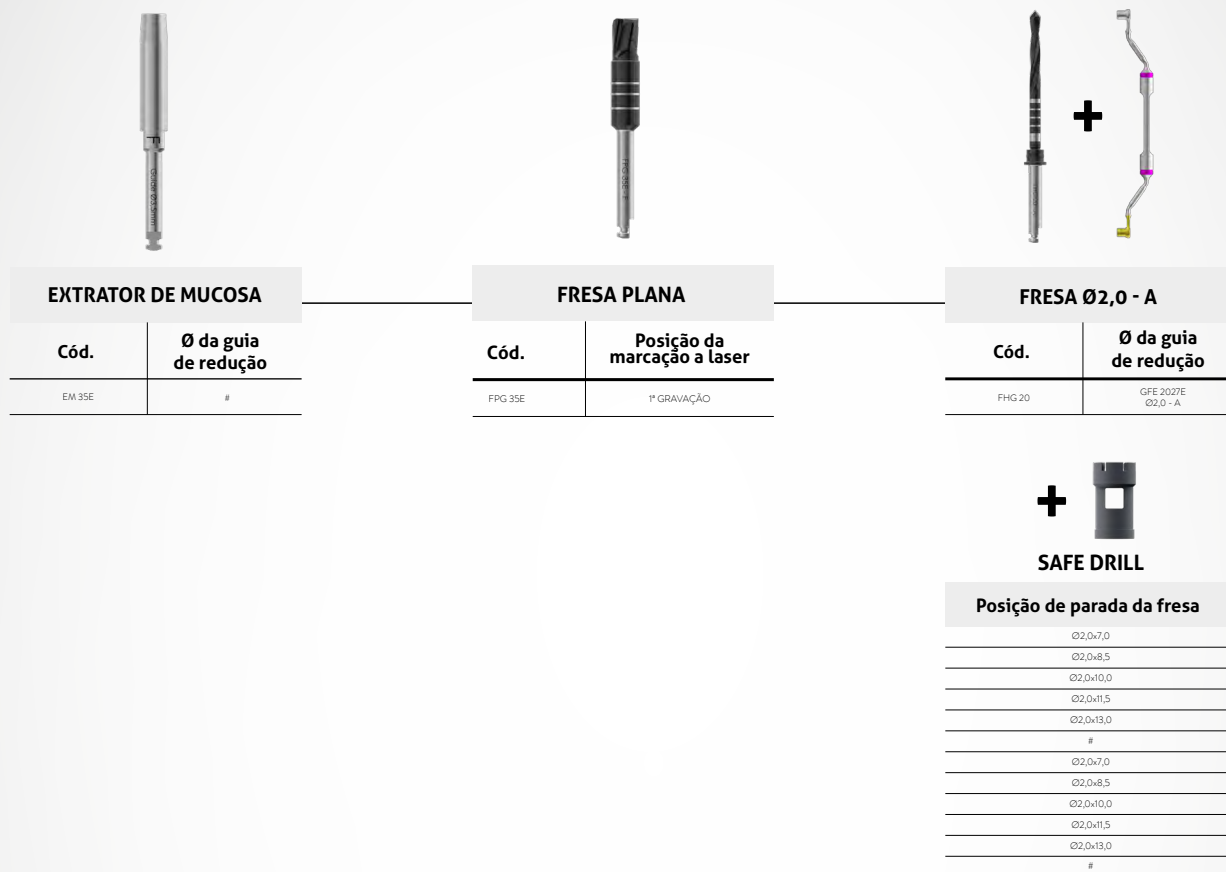 EXTRATOR DE MUCOSA
Cód.
Ø da guia
de redução
EM 35E
#
FRESA PLANA
Cód.
Posição da
marcação a laser
FPG 35E
1ª GRAVAÇÃO
FRESA Ø2,0 - A
Cód.
Ø da guia
de redução
FHG 20
GFE 2027E
Ø2,0 - A
SAFE DRILL
Posição de parada da fresa
Ø2,0x7,0
Ø2,0x8,5
Ø2,0x10,0
Ø2,0x11,5
Ø2,0x13,0
#
Ø2,0x7,0
Ø2,0x8,5
Ø2,0x10,0
Ø2,0x11,5
Ø2,0x13,0
#